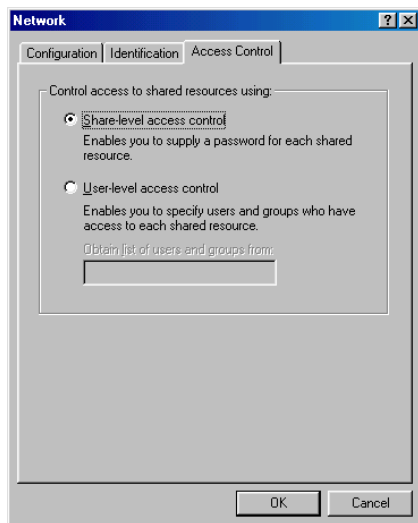 Network
Configuration Identification Access Control
Control access to shared resources using:
Share-level access control
Enables you to supply a password for each shared
resource.
User-level access control
Enables you to specify users and groups who have
access to each shared resource.
Obtain list of users and groups from:
OK Cancel